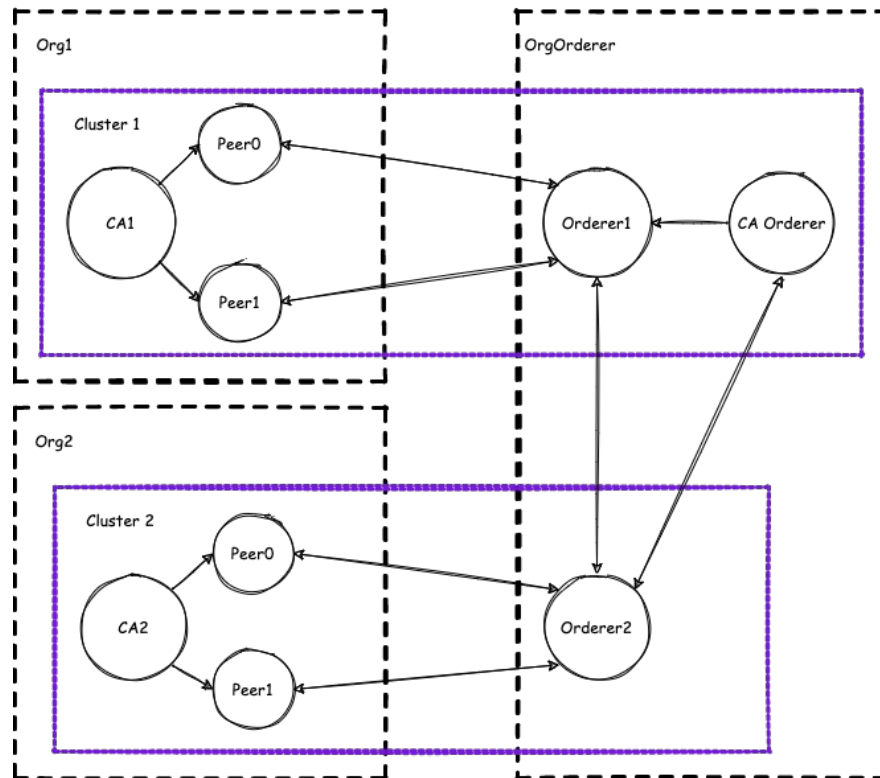 Org1
OrgOrderer
Cluster 1
Peer0
CA1
Orderer1
CA Orderer
Peer1
Org2
Cluster 2
Peer0
CA2
Orderer2
Peer1